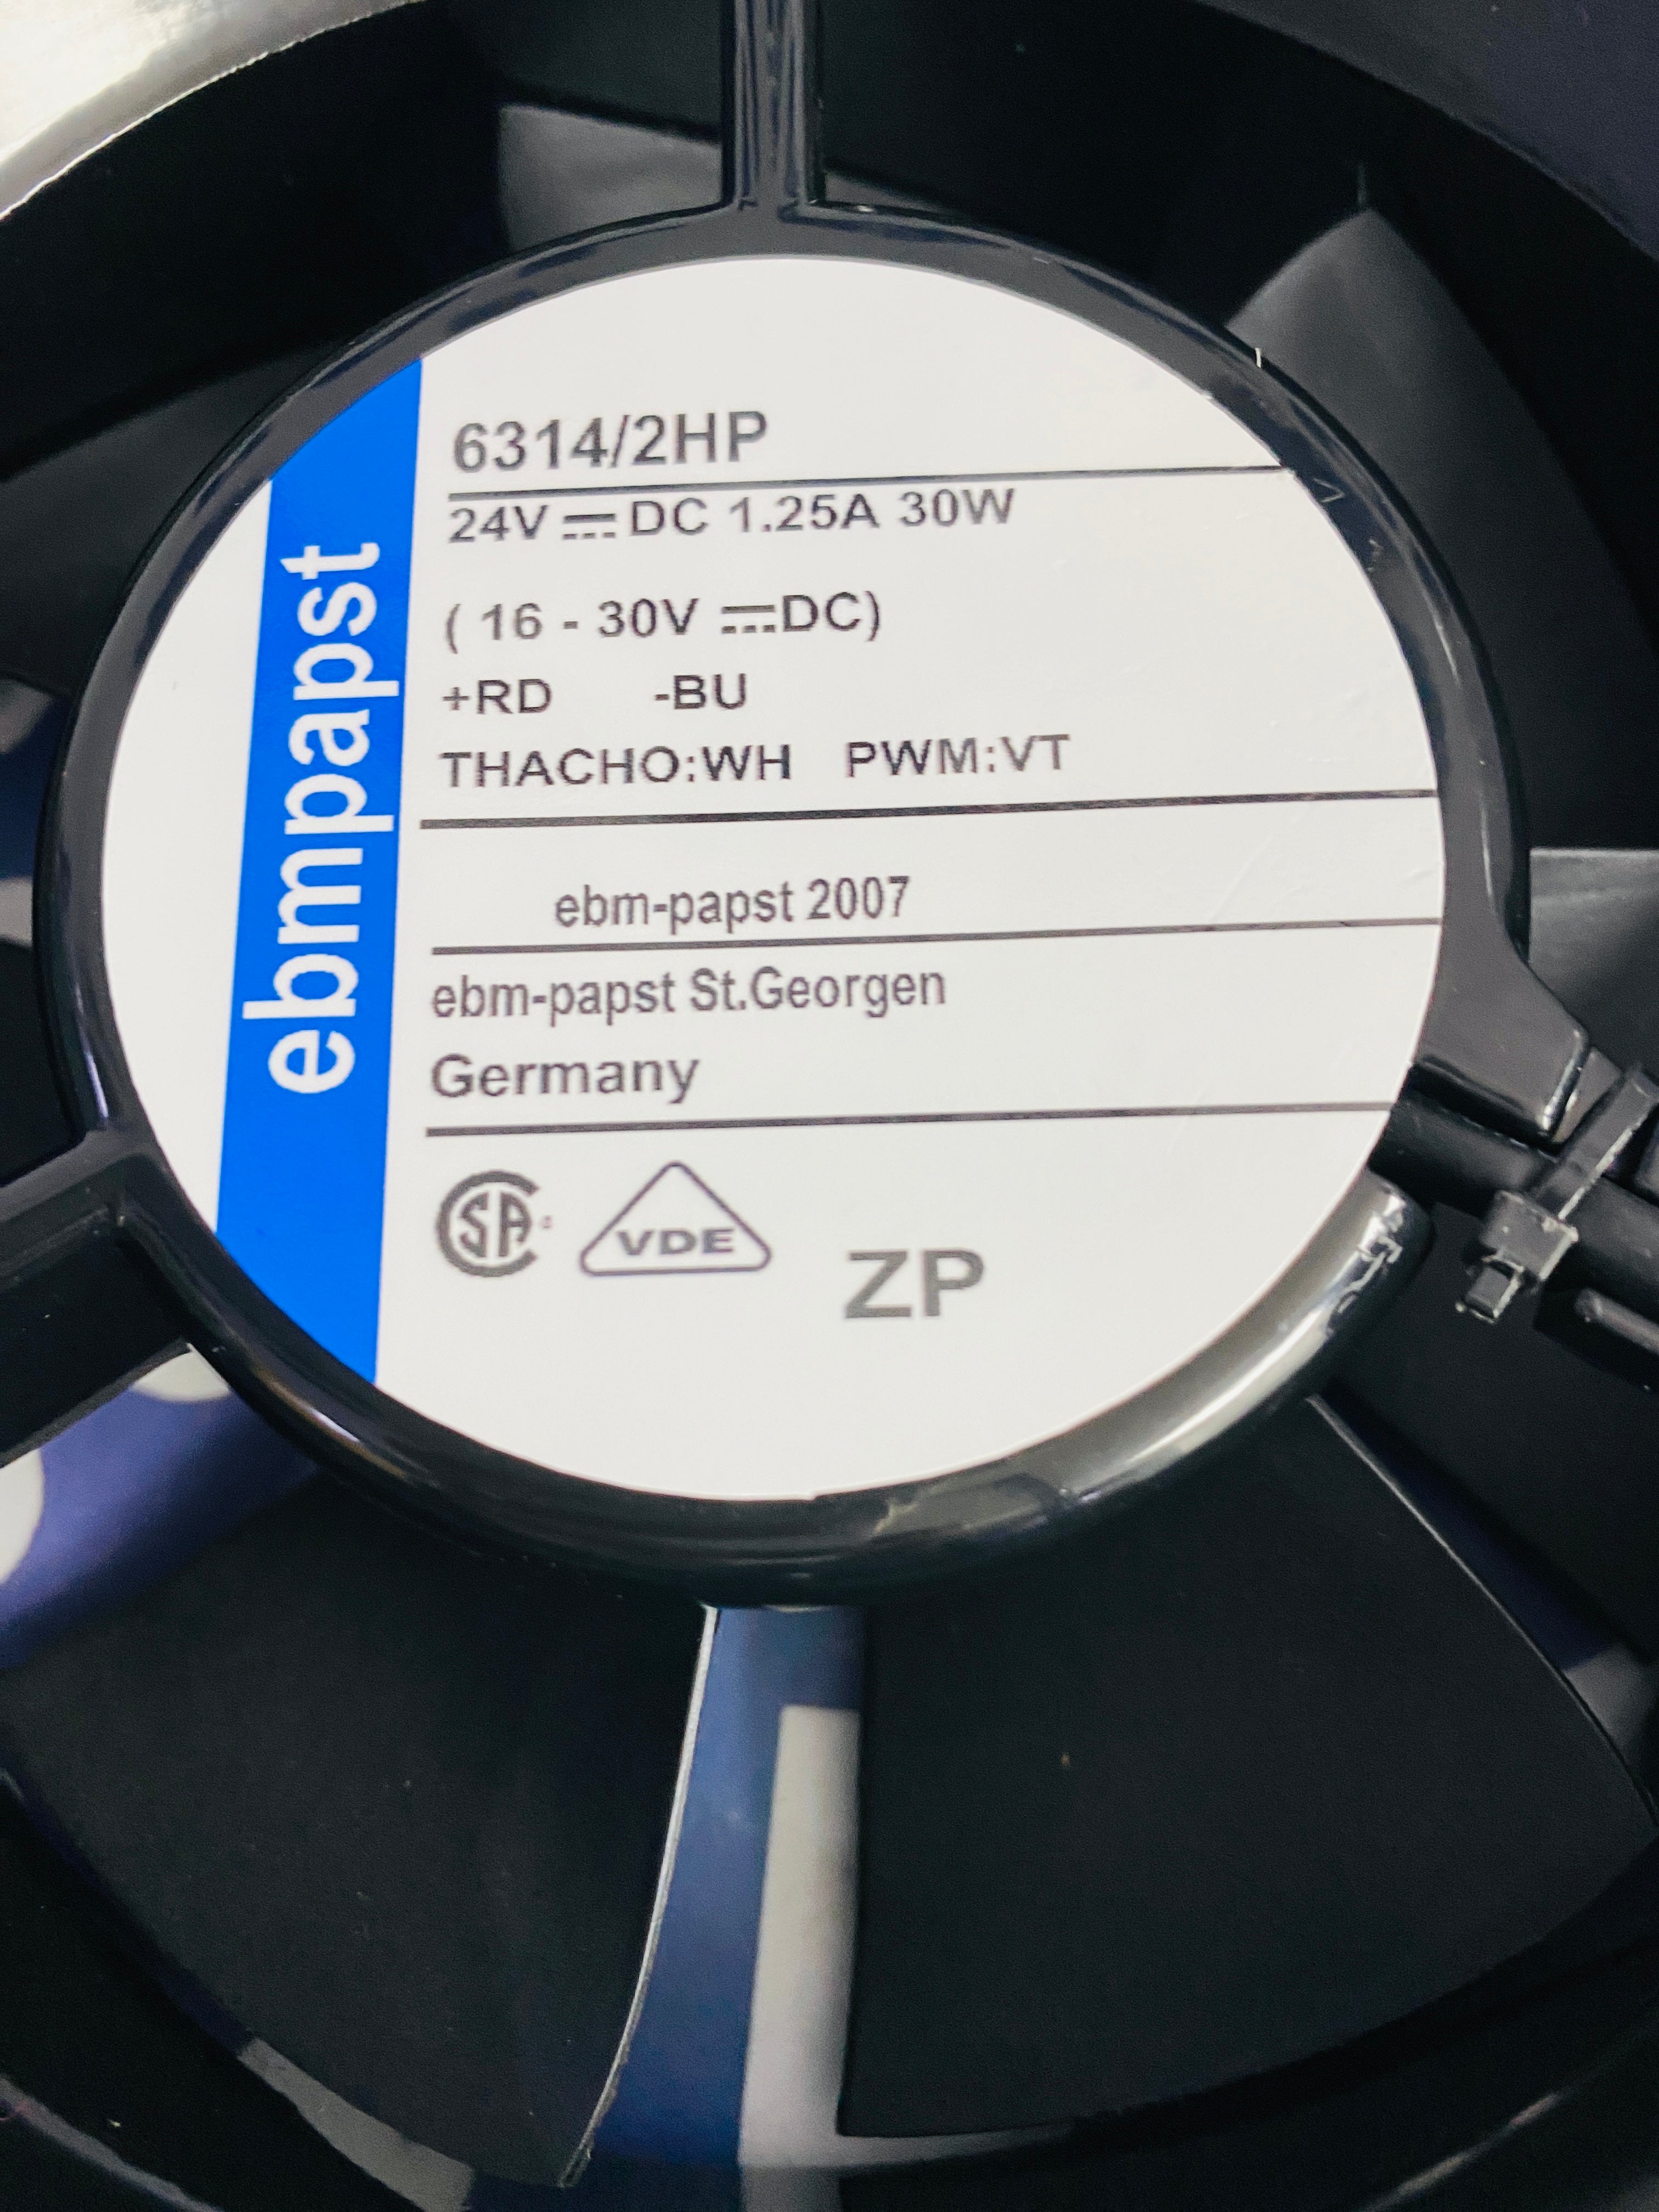 ebmpapst
6314/2HP
24V ⎓ DC 1.25A 30W
( 16 - 30V ⎓DC)
+RD -BU
THACHO:WH PWM:VT
ebm-papst 2007
ebm-papst St.Georgen
Germany
CSA VDE ZP